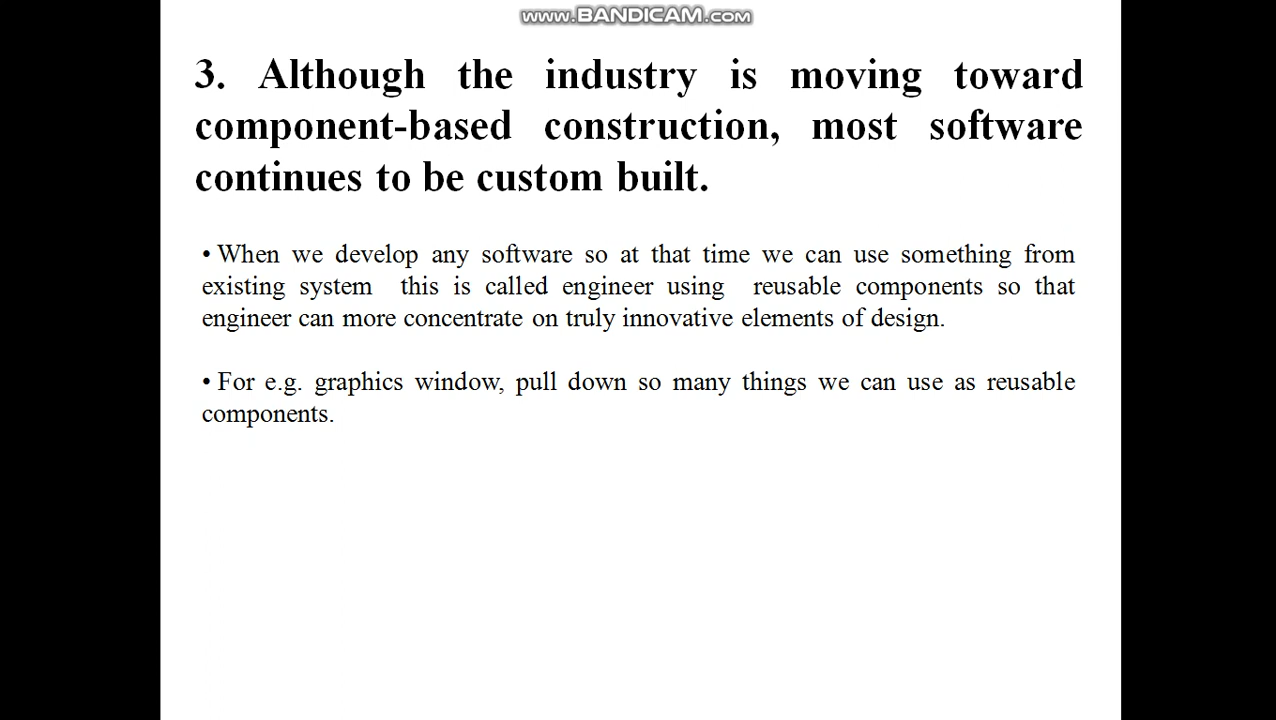 www.BANDICAM.com
3. Although the industry is moving toward
component-based construction, most software
continues to be custom built.
• When we develop any software so at that time we can use something from
existing system this is called engineer using reusable components so that
engineer can more concentrate on truly innovative elements of design.
• For e.g. graphics window, pull down so many things we can use as reusable
components.